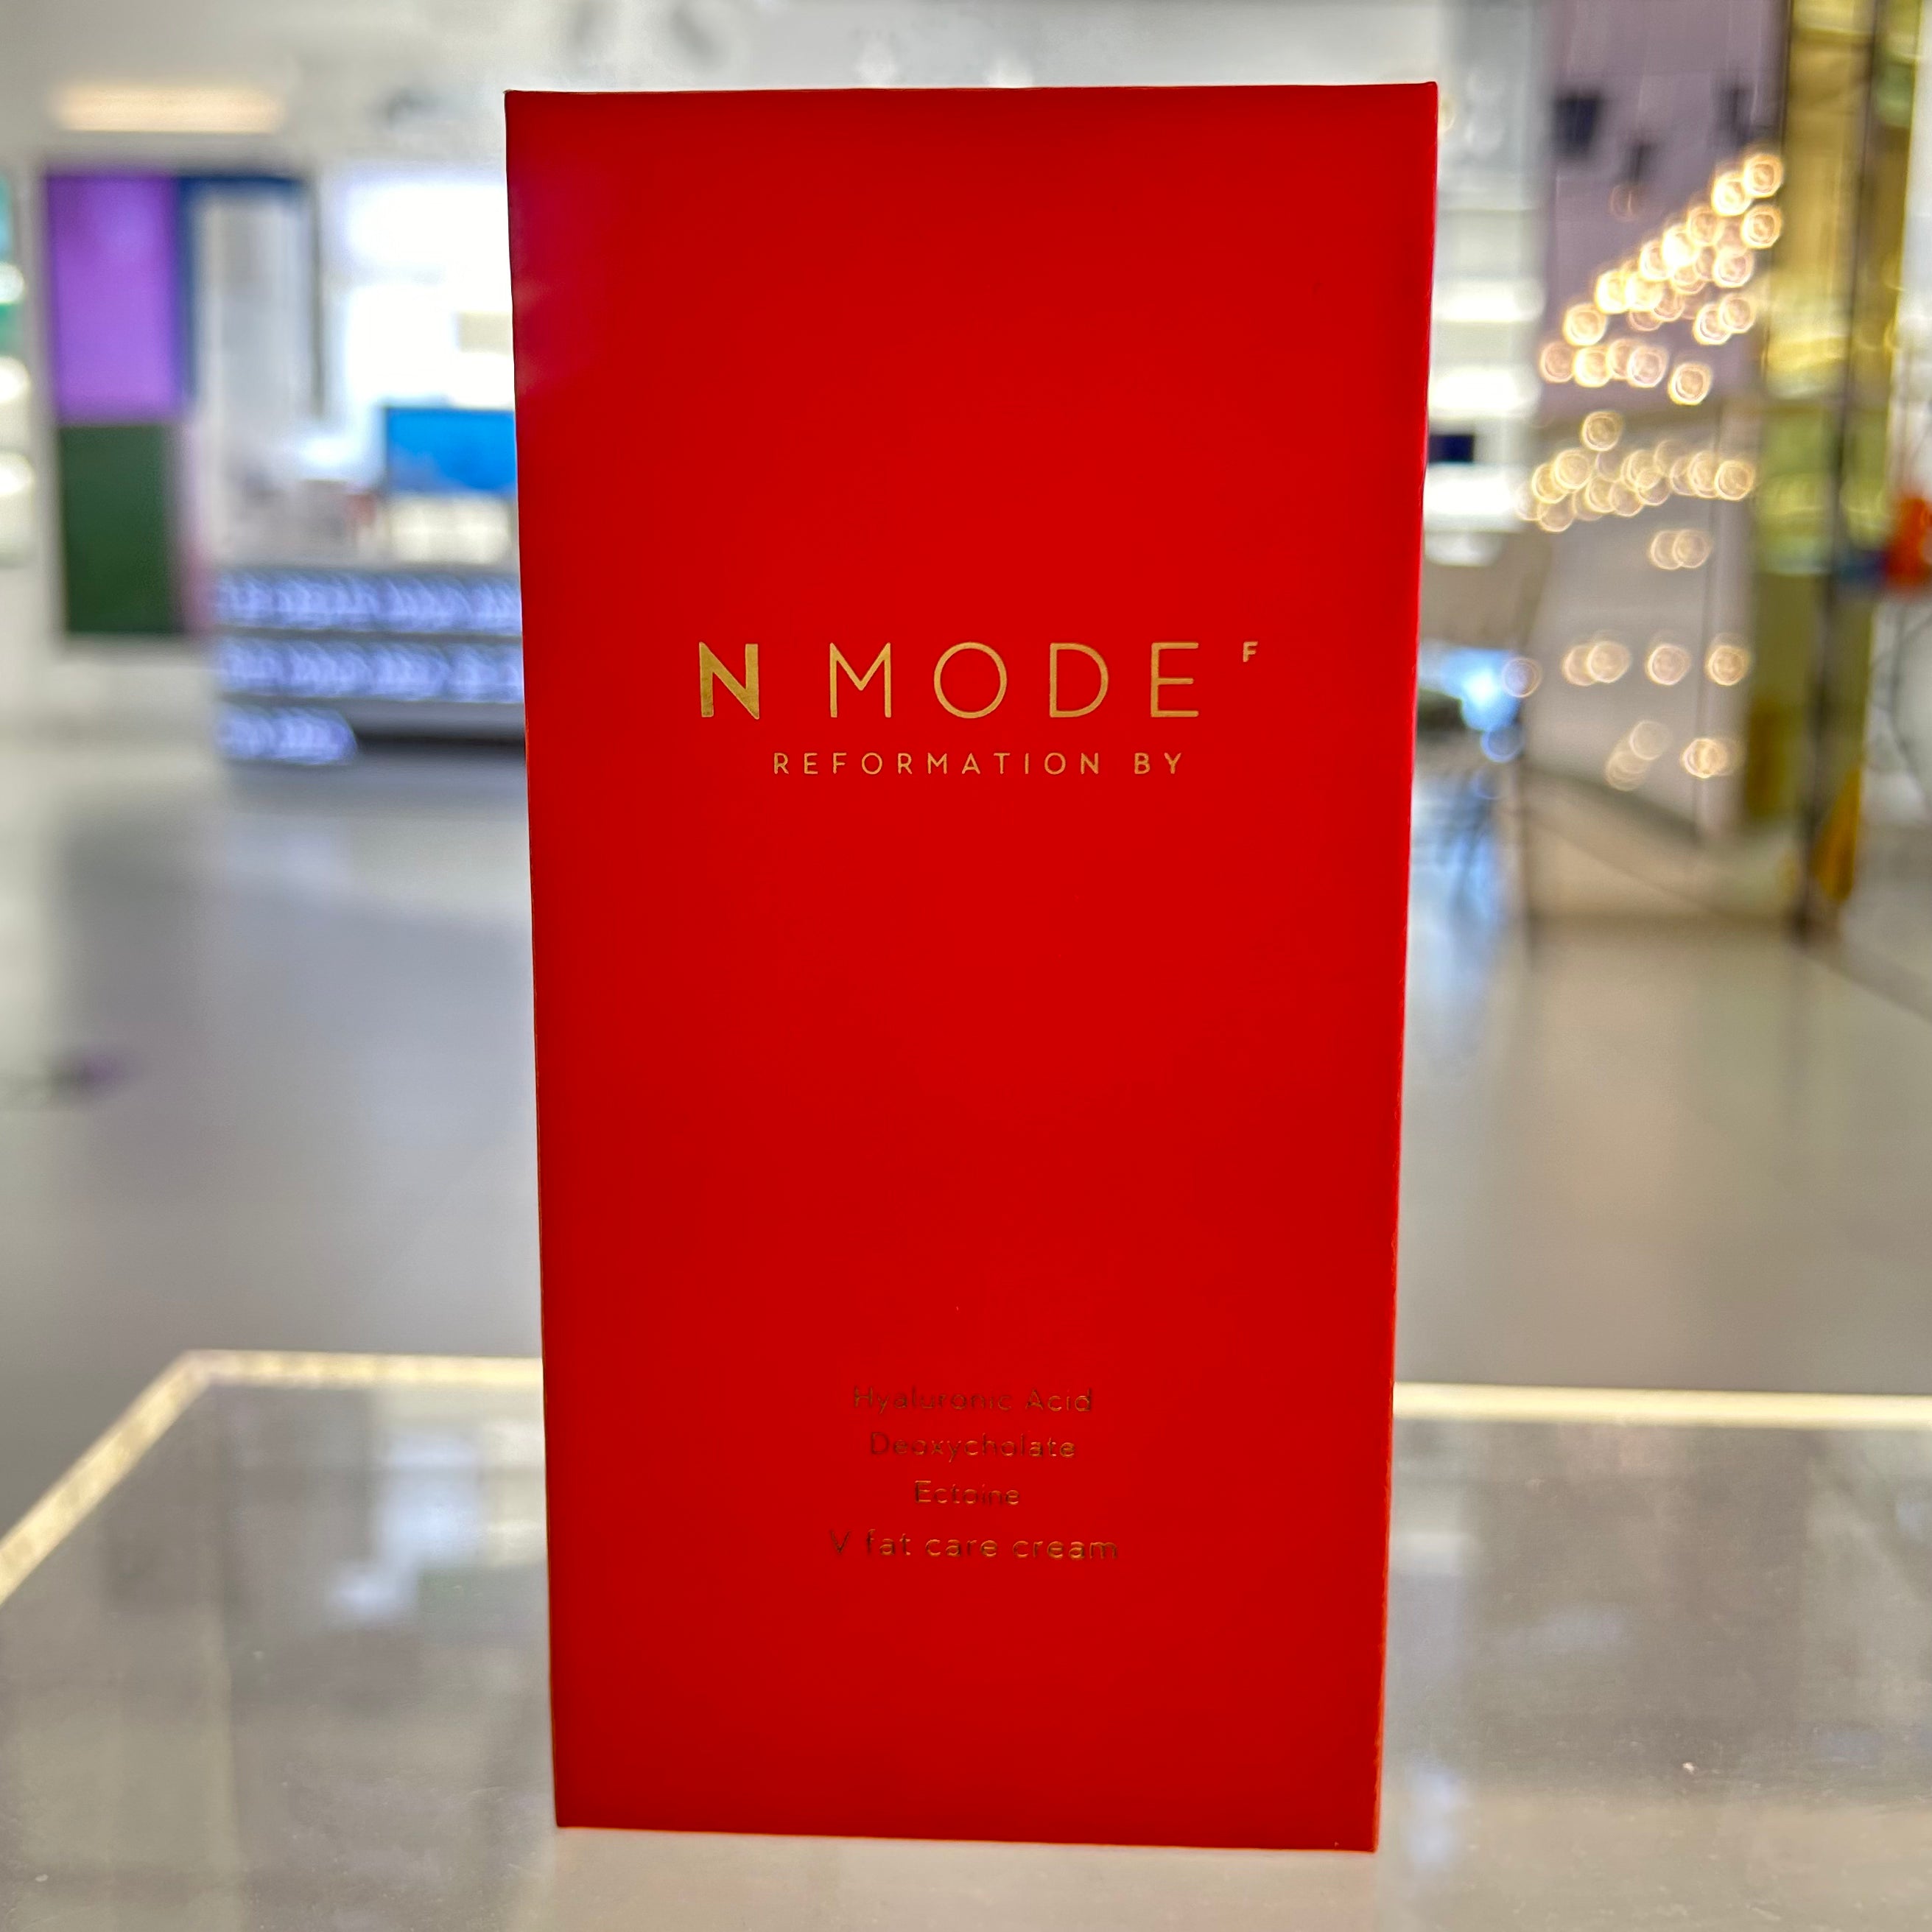 N MODE F
REFORMATION BY
Hyaluronic Acid
Deoxycholate
Ectoine
V fat care cream